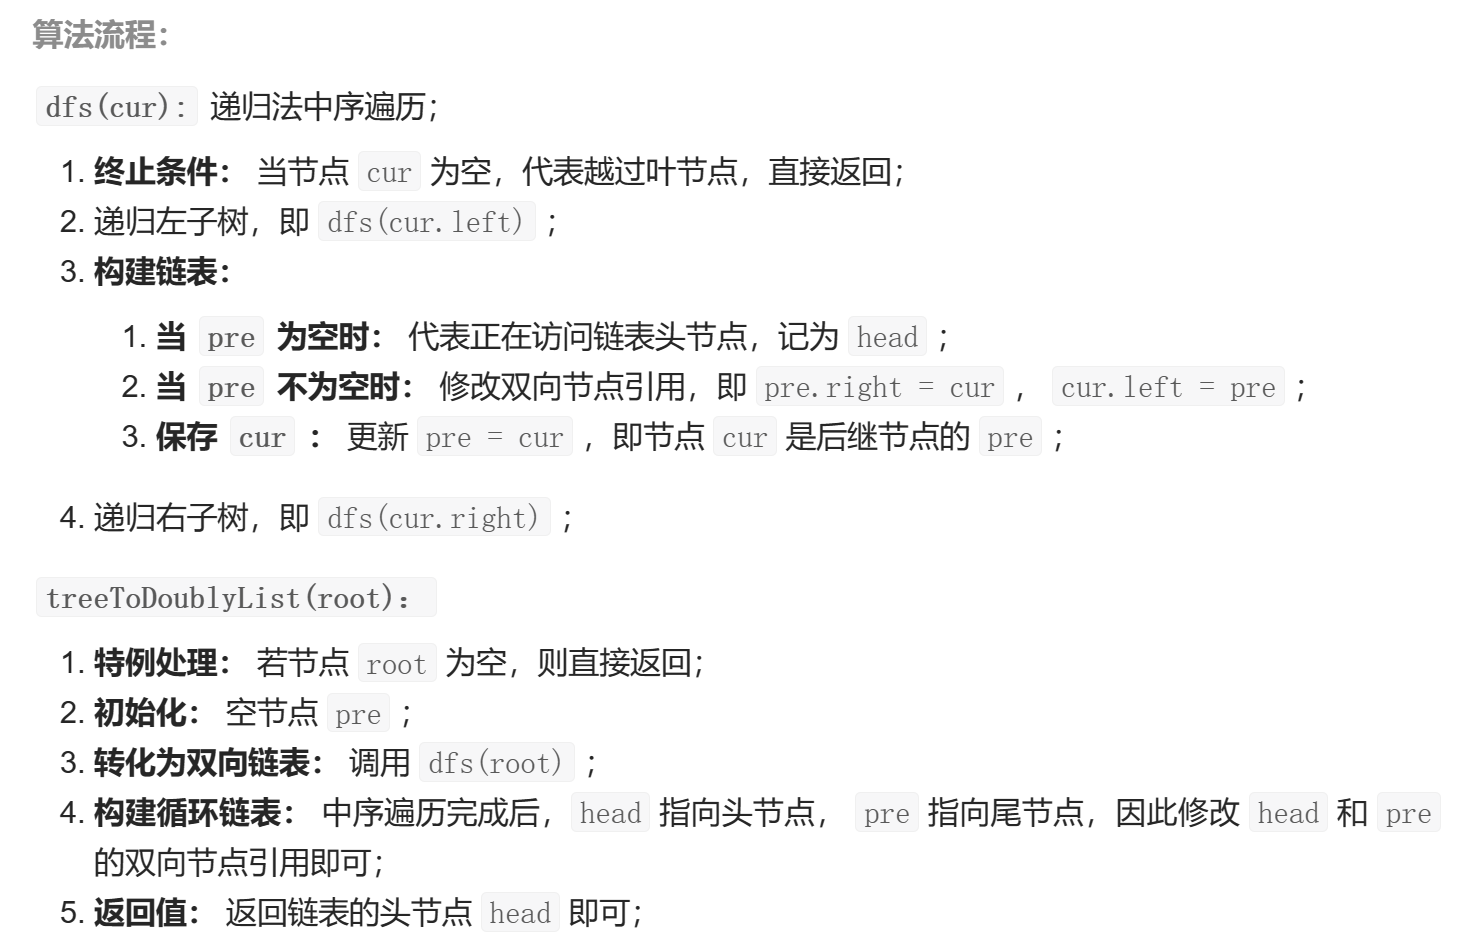 算法流程：
dfs(cur): 递归法中序遍历；
1. 终止条件： 当节点 cur 为空，代表越过叶节点，直接返回；
2. 递归左子树，即 dfs(cur.left) ；
3. 构建链表：
1. 当 pre 为空时： 代表正在访问链表头节点，记为 head ；
2. 当 pre 不为空时： 修改双向节点引用，即 pre.right = cur ， cur.left = pre ；
3. 保存 cur ： 更新 pre = cur ，即节点 cur 是后继节点的 pre ；
4. 递归右子树，即 dfs(cur.right) ；
treeToDoublyList(root)：
1. 特例处理： 若节点 root 为空，则直接返回；
2. 初始化： 空节点 pre ；
3. 转化为双向链表： 调用 dfs(root) ；
4. 构建循环链表： 中序遍历完成后， head 指向头节点， pre 指向尾节点，因此修改 head 和 pre
的双向节点引用即可；
5. 返回值： 返回链表的头节点 head 即可；